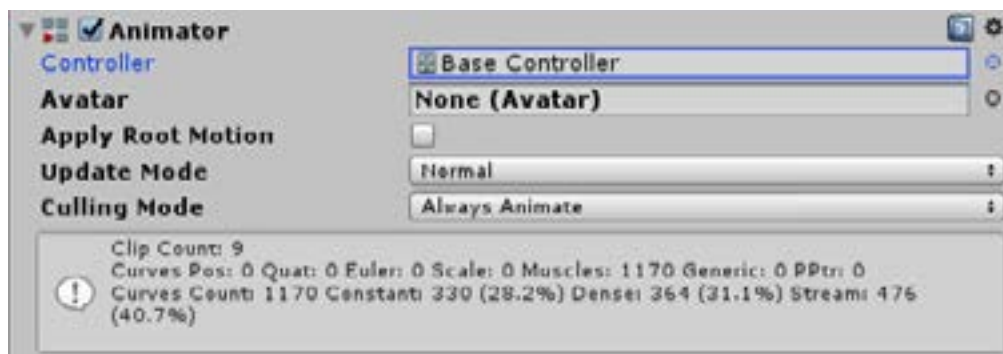 Animator
Controller Base Controller
Avatar None (Avatar)
Apply Root Motion
Update Mode Normal
Culling Mode Always Animate
Clip Count: 9
Curves Pos: 0 Quat: 0 Euler: 0 Scale: 0 Muscles: 1170 Generic: 0 PPtr: 0
Curves Count: 1170 Constant: 330 (28.2%) Dense: 364 (31.1%) Stream: 476
(40.7%)